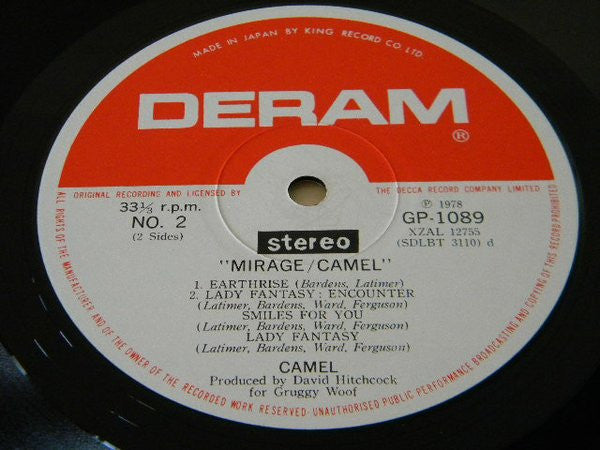 MADE IN JAPAN BY KING RECORD CO. LTD.
DERAM®
ORIGINAL RECORDING AND LICENSED BY
THE DECCA RECORD COMPANY LIMITED
33⅓ r.p.m.
NO. 2
(2 Sides)
℗ 1978
GP-1089
XZAL 12755
(SDLBT 3110) d
stereo
"MIRAGE/CAMEL"
1. EARTHRISE (Bardens, Latimer)
2. LADY FANTASY : ENCOUNTER
(Latimer, Bardens, Ward, Ferguson)
SMILES FOR YOU
(Latimer, Bardens, Ward, Ferguson)
LADY FANTASY
(Latimer, Bardens, Ward, Ferguson)
CAMEL
Produced by David Hitchcock
for Gruggy Woof
ALL RIGHTS OF THE MANUFACTURER AND OF THE OWNER OF THE RECORDED WORK RESERVED·UNAUTHORISED PUBLIC PERFORMANCE BROADCASTING AND COPYING OF THIS RECORD PROHIBITED